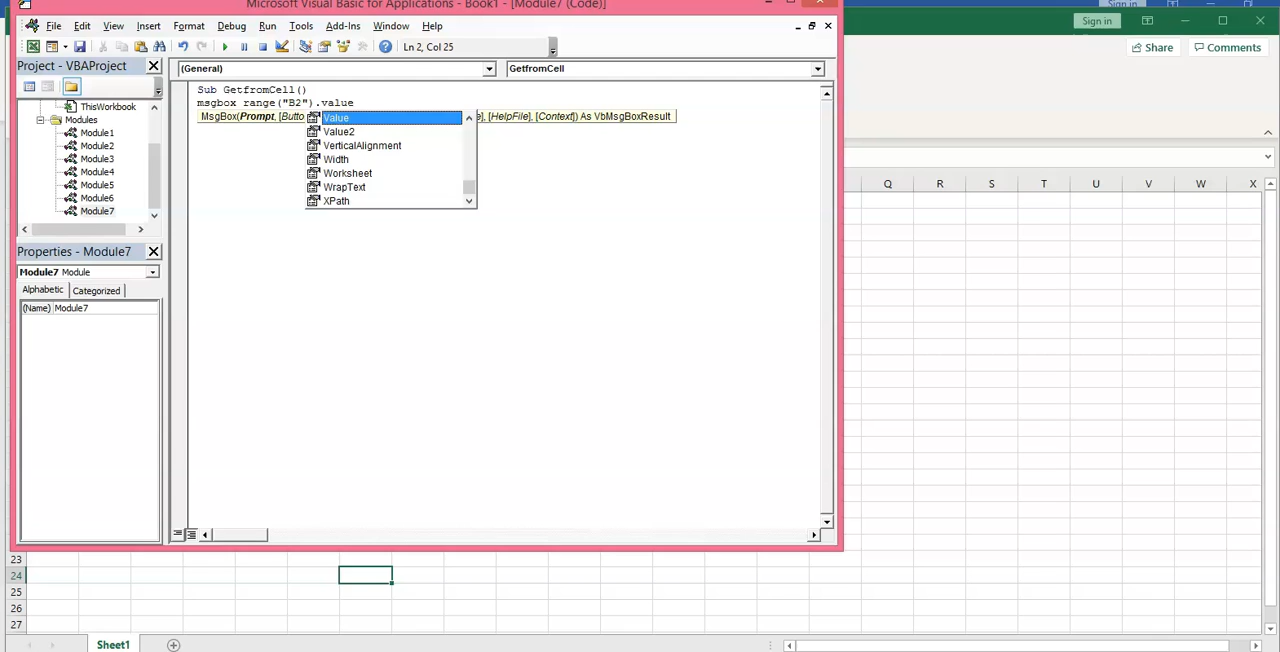 Microsoft Visual Basic for Applications - Book1 - [Module7 (Code)]
Sign in
Sign in
File Edit View Insert Format Debug Run Tools Add-Ins Window Help
Share Comments
Ln 2, Col 25
Project - VBAProject
(General) GetfromCell
Sub GetfromCell()
msgbox range("B2").value
MsgBox(Prompt, [Butto
e], [HelpFile], [Context]) As VbMsgBoxResult
Value
Value2
VerticalAlignment
Width
Worksheet
WrapText
XPath
ThisWorkbook
Modules
Module1
Module2
Module3
Module4
Module5
Module6
Module7
Properties - Module7
Module7 Module
Alphabetic Categorized
(Name) Module7
Q R S T U V W X
23
24
25
26
27
Sheet1